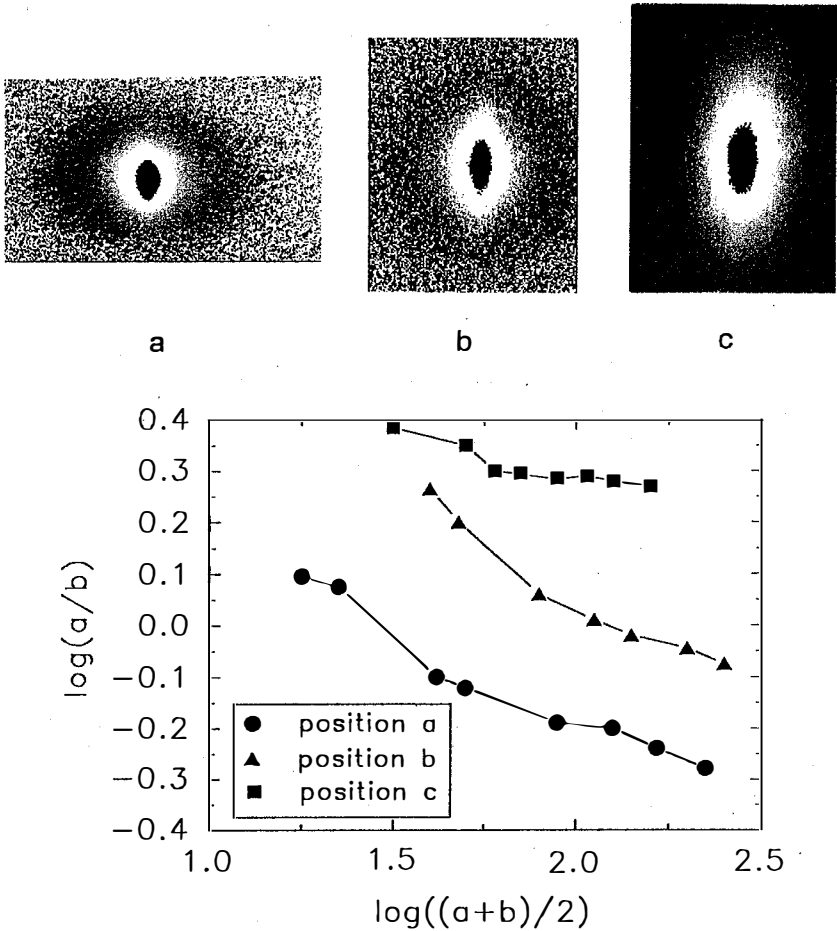 a b c
0.4
0.3
0.2
0.1
0.0
−0.1
−0.2
−0.3
−0.4
log(a/b)
position a
position b
position c
1.0 1.5 2.0 2.5
log((a+b)/2)